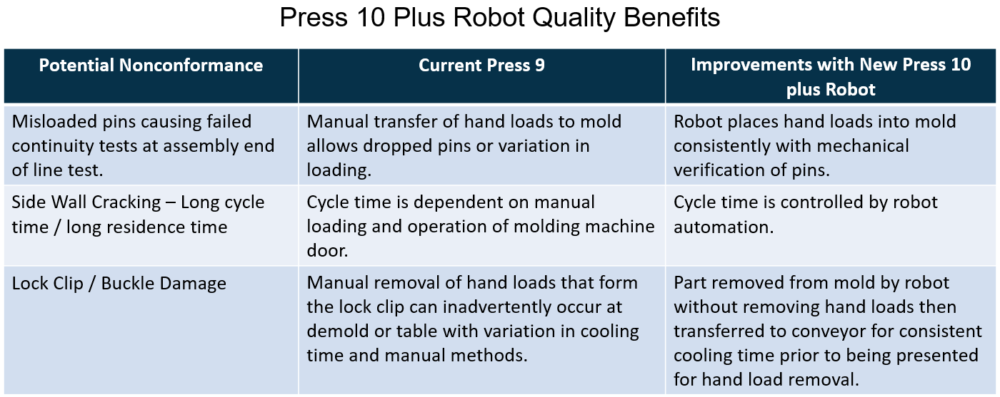 Press 10 Plus Robot Quality Benefits
Potential Nonconformance
Current Press 9
Improvements with New Press 10
plus Robot
Misloaded pins causing failed
continuity tests at assembly end
of line test.
Manual transfer of hand loads to mold
allows dropped pins or variation in
loading.
Robot places hand loads into mold
consistently with mechanical
verification of pins.
Side Wall Cracking – Long cycle
time / long residence time
Cycle time is dependent on manual
loading and operation of molding machine
door.
Cycle time is controlled by robot
automation.
Lock Clip / Buckle Damage
Manual removal of hand loads that form
the lock clip can inadvertently occur at
demold or table with variation in cooling
time and manual methods.
Part removed from mold by robot
without removing hand loads then
transferred to conveyor for consistent
cooling time prior to being presented
for hand load removal.